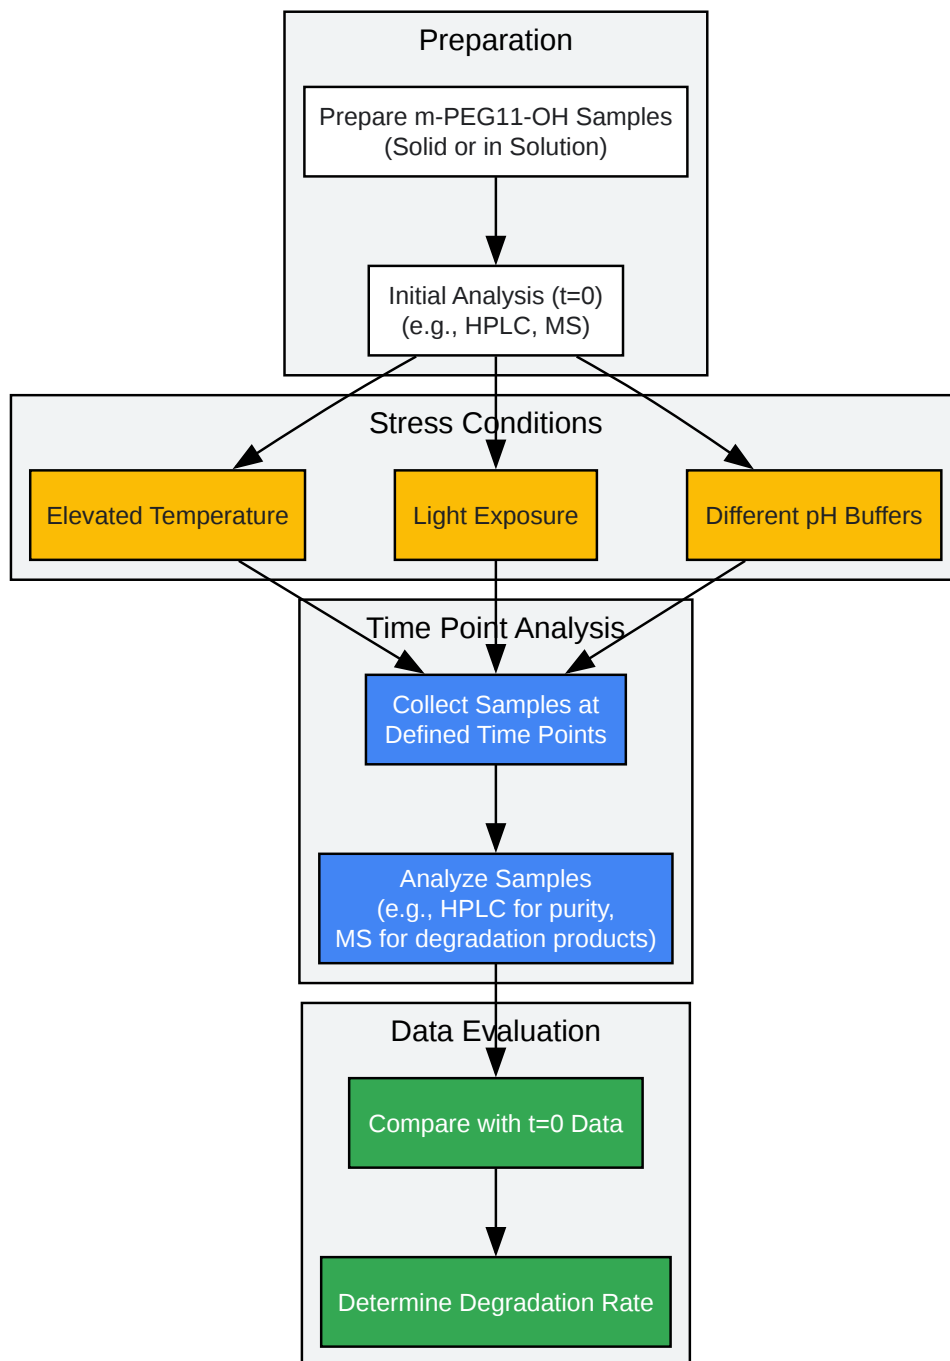 Preparation
Prepare m-PEG11-OH Samples
(Solid or in Solution)
Initial Analysis (t=0)
(e.g., HPLC, MS)
Stress Conditions
Elevated Temperature
Light Exposure
Different pH Buffers
Time Point Analysis
Collect Samples at
Defined Time Points
Analyze Samples
(e.g., HPLC for purity,
MS for degradation products)
Data Evaluation
Compare with t=0 Data
Determine Degradation Rate